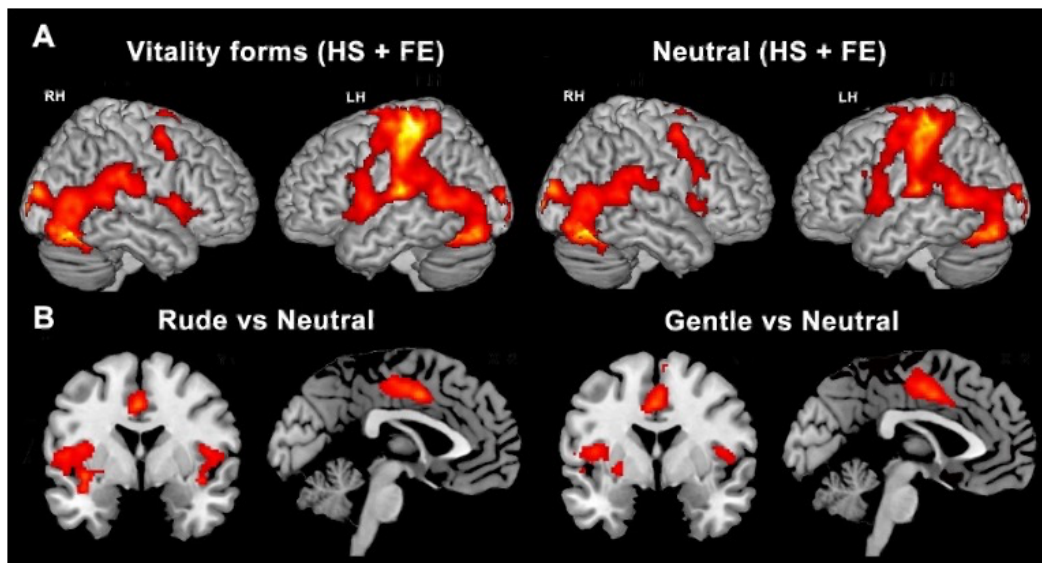 A
Vitality forms (HS + FE)
Neutral (HS + FE)
RH
LH
RH
LH
B
Rude vs Neutral
Gentle vs Neutral